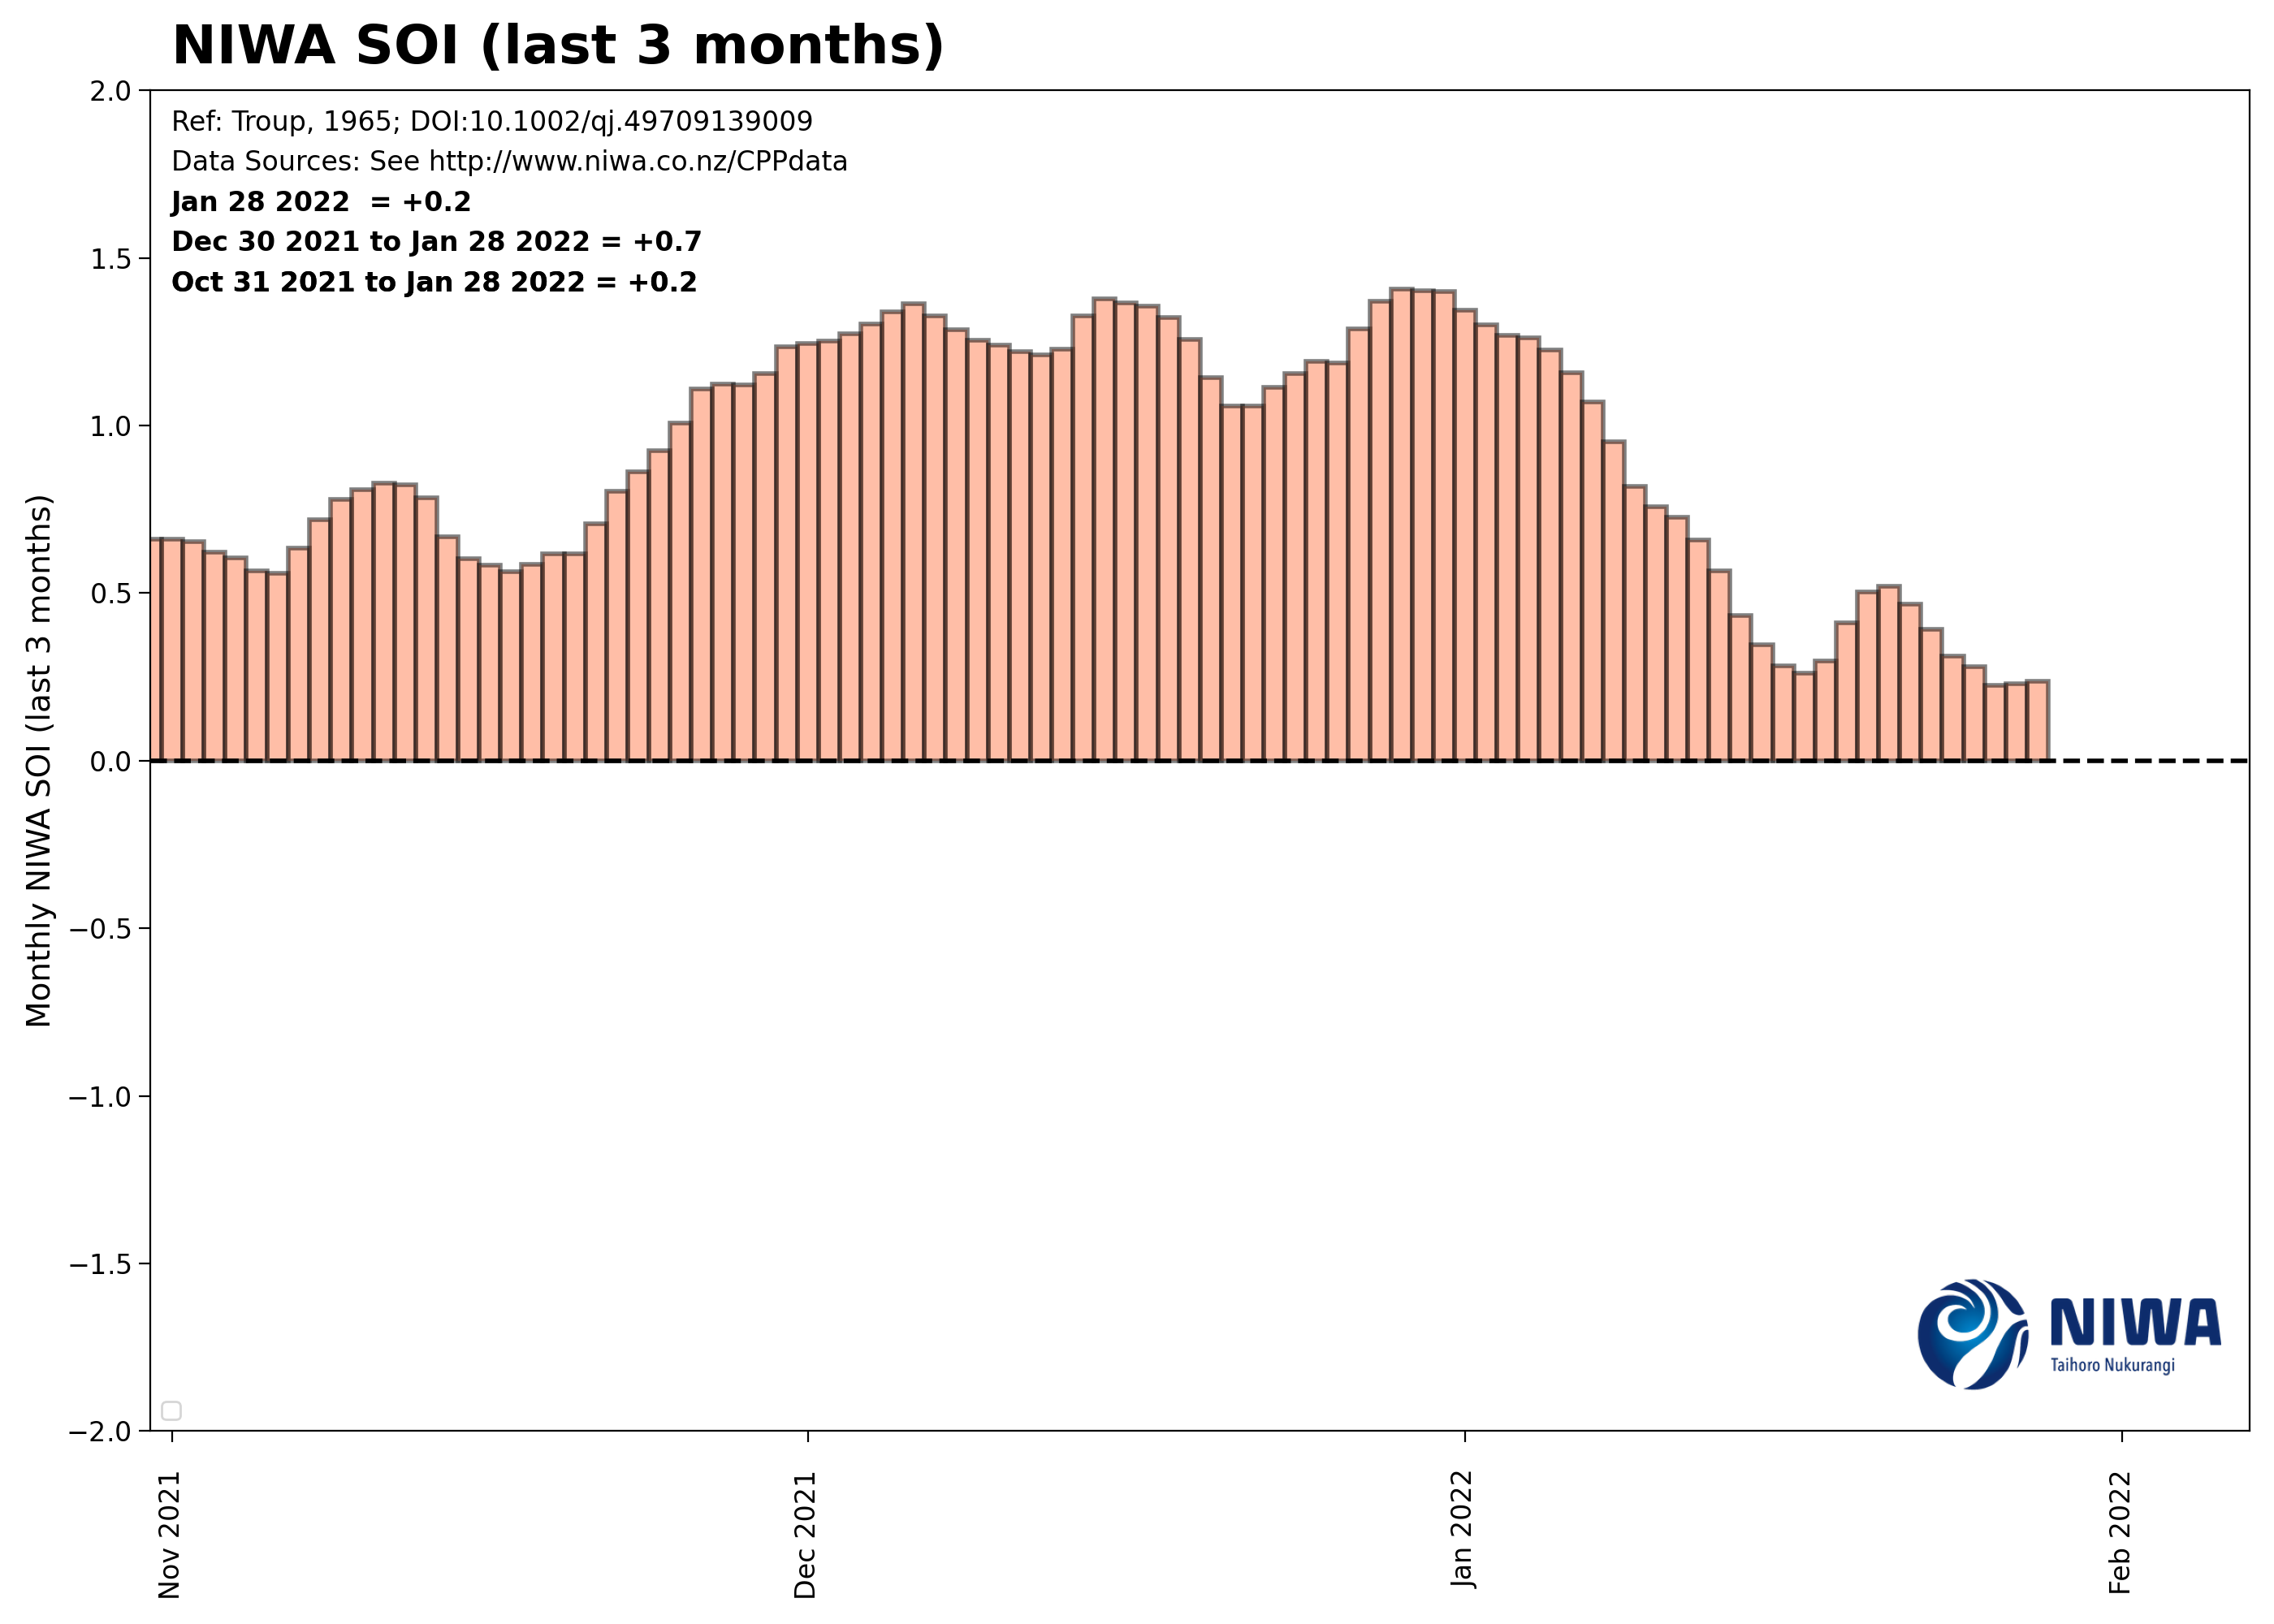 NIWA SOI (last 3 months)
Ref: Troup, 1965; DOI:10.1002/qj.49709139009
Data Sources: See http://www.niwa.co.nz/CPPdata
Jan 28 2022  = +0.2
Dec 30 2021 to Jan 28 2022 = +0.7
Oct 31 2021 to Jan 28 2022 = +0.2
Monthly NIWA SOI (last 3 months)
2.0
1.5
1.0
0.5
0.0
−0.5
−1.0
−1.5
−2.0
NIWA
Taihoro Nukurangi
Nov 2021
Dec 2021
Jan 2022
Feb 2022